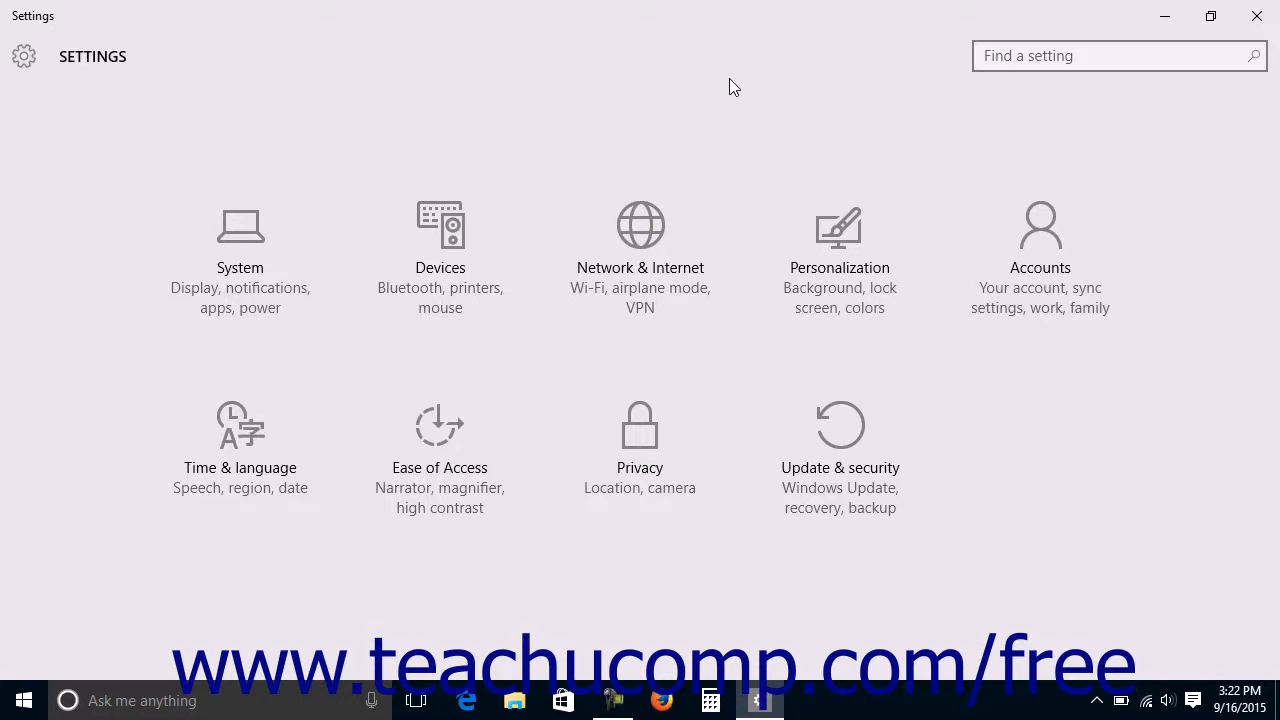 Settings
SETTINGS
Find a setting
System
Display, notifications,
apps, power
Devices
Bluetooth, printers,
mouse
Network & Internet
Wi-Fi, airplane mode,
VPN
Personalization
Background, lock
screen, colors
Accounts
Your account, sync
settings, work, family
Time & language
Speech, region, date
Ease of Access
Narrator, magnifier,
high contrast
Privacy
Location, camera
Update & security
Windows Update,
recovery, backup
www.teachucomp.com/free
Ask me anything
3:22 PM
9/16/2015